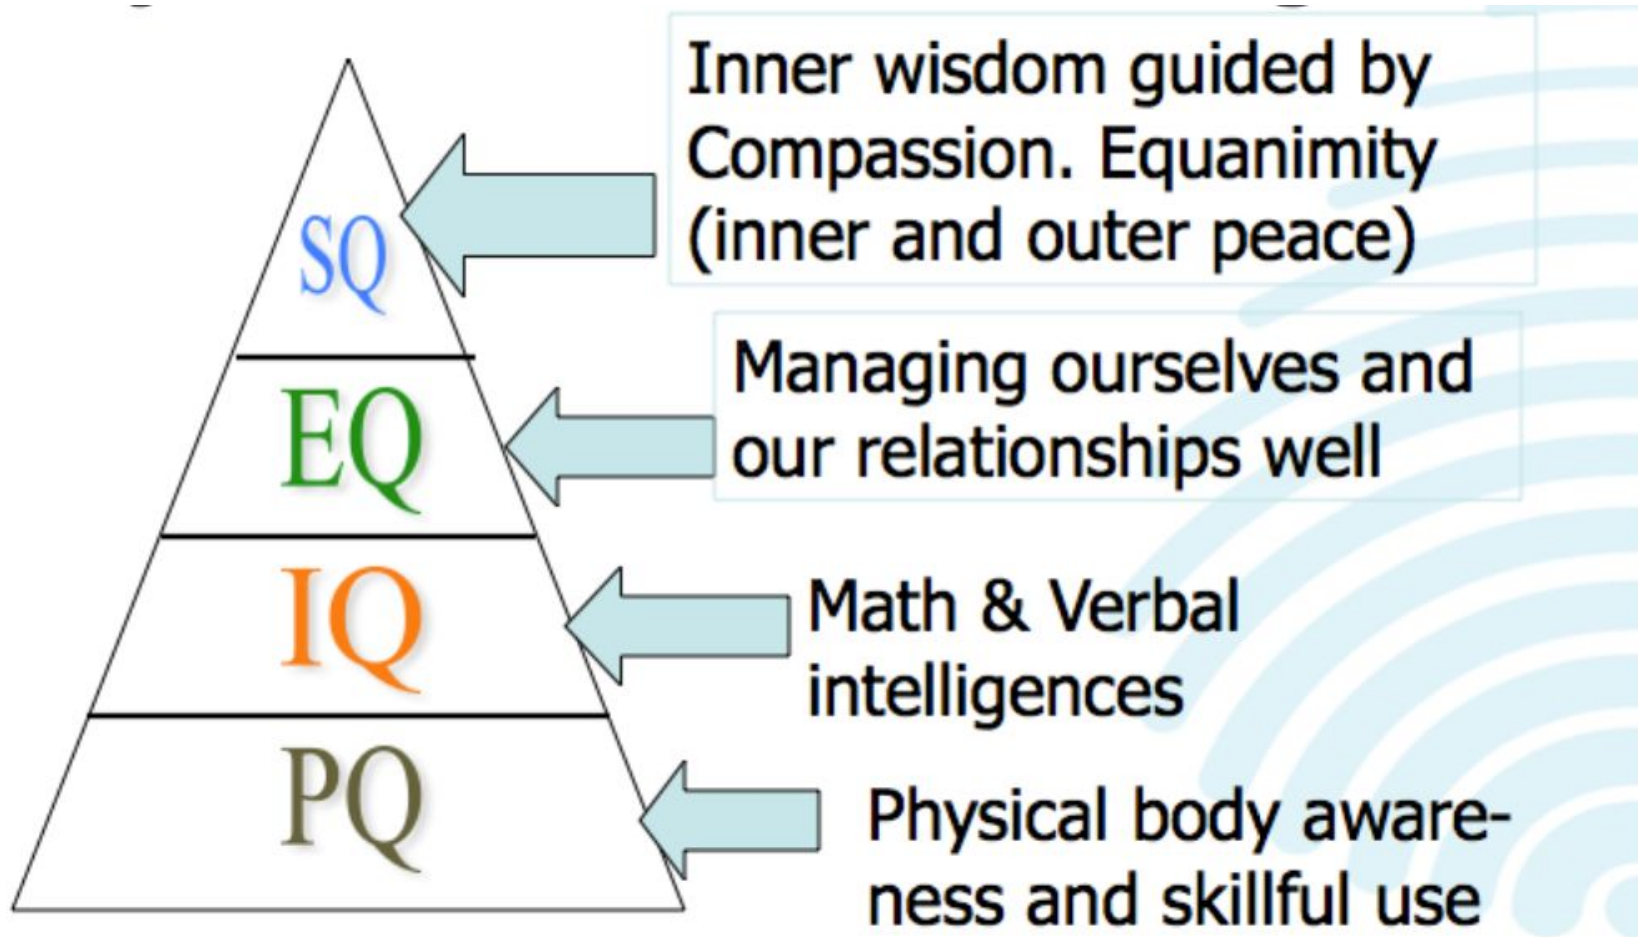 Inner wisdom guided by
Compassion. Equanimity
(inner and outer peace)
SQ
Managing ourselves and
our relationships well
EQ
Math & Verbal
intelligences
IQ
Physical body aware-
ness and skillful use
PQ